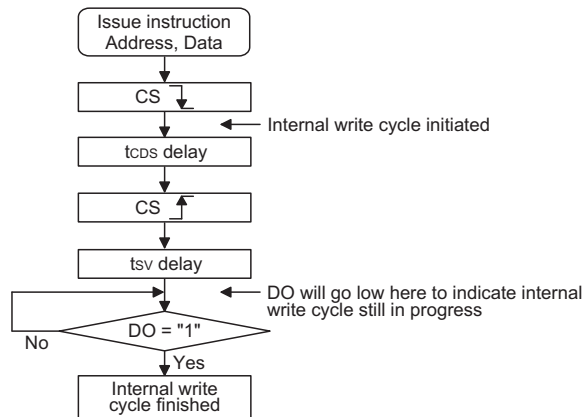 Issue instruction
Address, Data
CS
Internal write cycle initiated
tCDS delay
CS
tSV delay
DO will go low here to indicate internal
write cycle still in progress
DO = "1"
No
Yes
Internal write
cycle finished